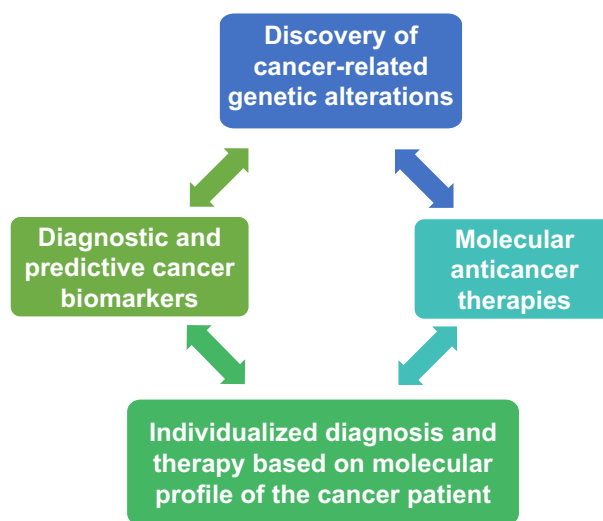 Discovery of
cancer-related
genetic alterations
Diagnostic and
predictive cancer
biomarkers
Molecular
anticancer
therapies
Individualized diagnosis and
therapy based on molecular
profile of the cancer patient